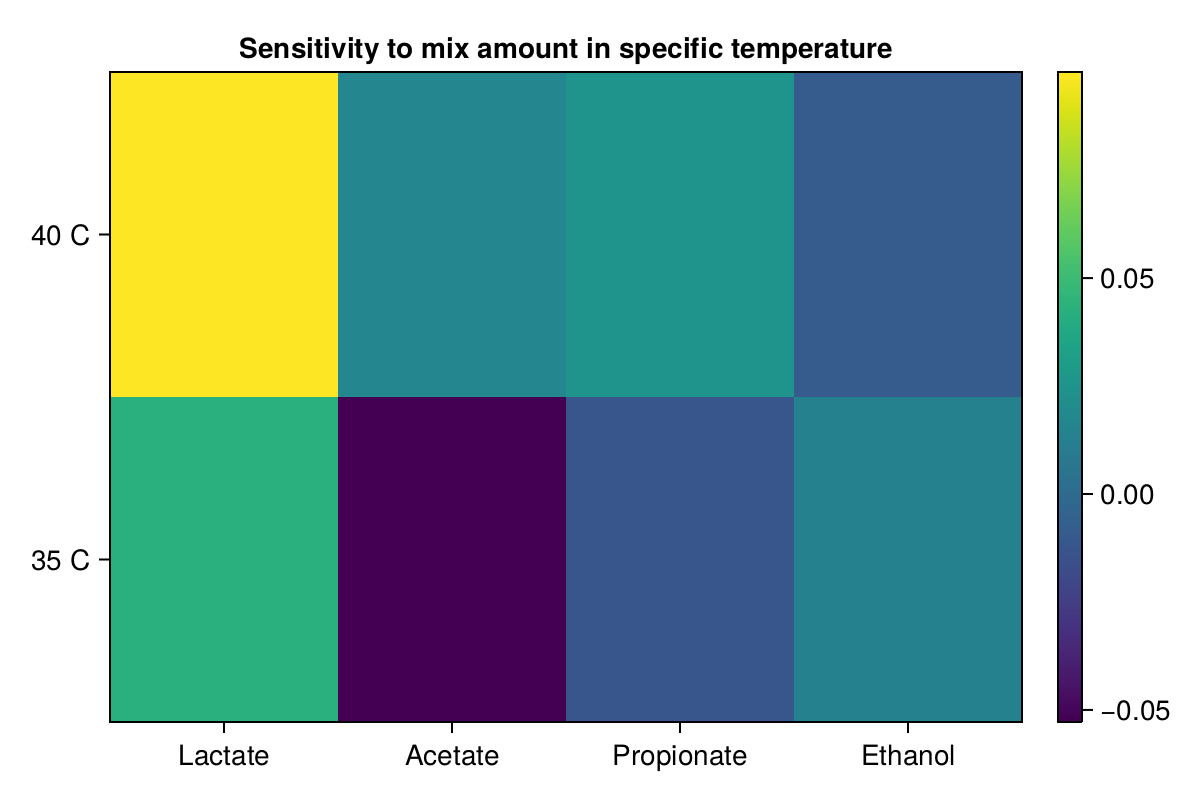 Sensitivity to mix amount in specific temperature
40 C
35 C
Lactate Acetate Propionate Ethanol
0.05
0.00
−0.05